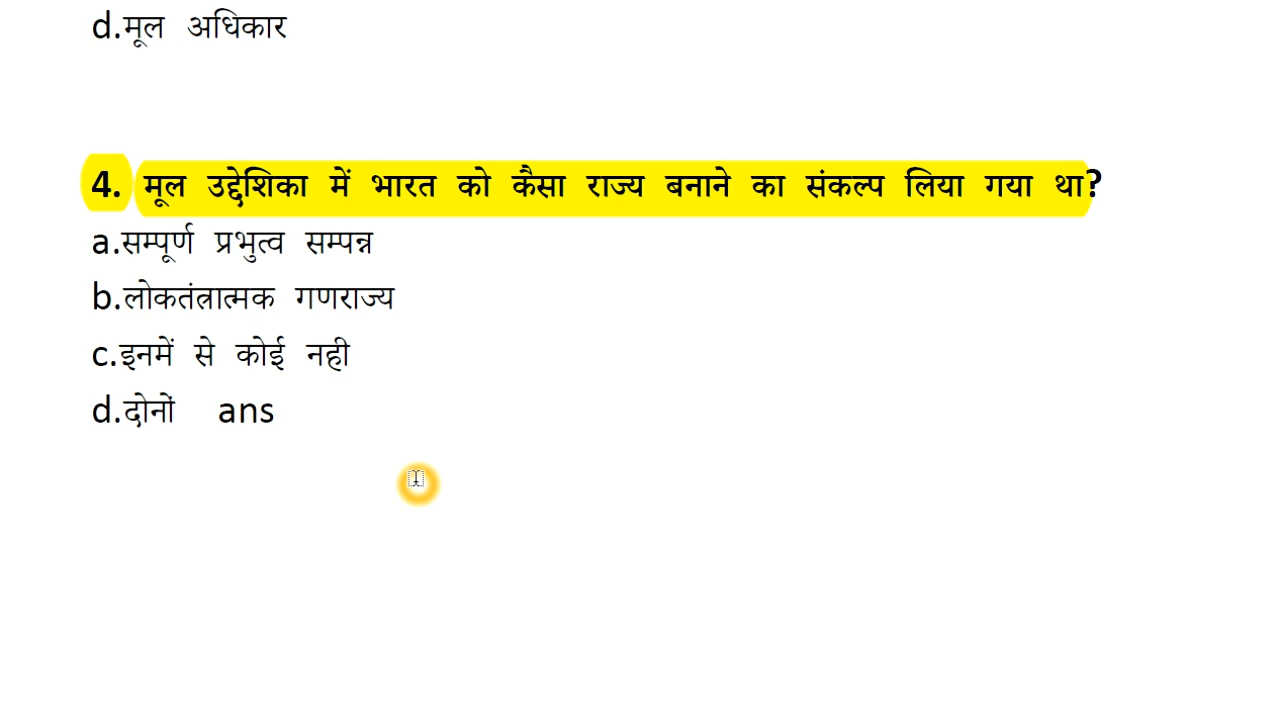 d.मूल अधिकार
4. मूल उद्देशिका में भारत को कैसा राज्य बनाने का संकल्प लिया गया था?
a.सम्पूर्ण प्रभुत्व सम्पन्न
b.लोकतंत्रात्मक गणराज्य
c.इनमें से कोई नही
d.दोनों ans